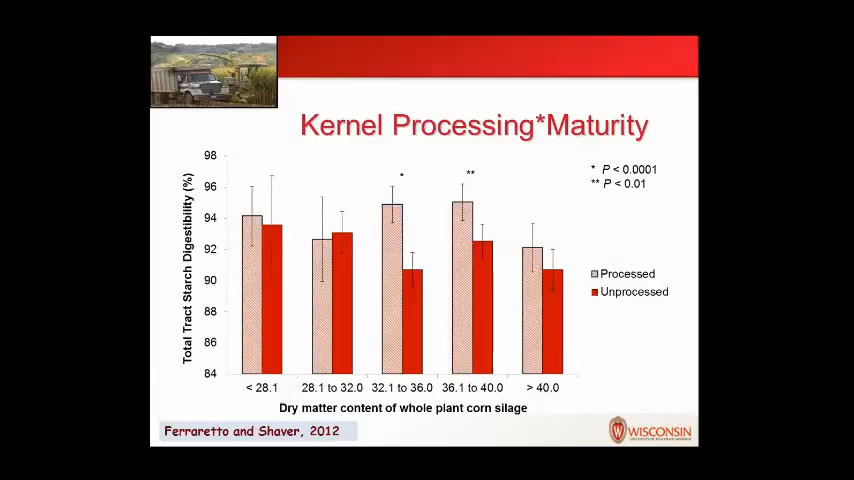 Kernel Processing*Maturity
98
96
94
92
90
88
86
84
Total Tract Starch Digestibility (%)
*
**
* P < 0.0001
** P < 0.01
Processed
Unprocessed
< 28.1
28.1 to 32.0
32.1 to 36.0
36.1 to 40.0
> 40.0
Dry matter content of whole plant corn silage
Ferraretto and Shaver, 2012
W
WISCONSIN